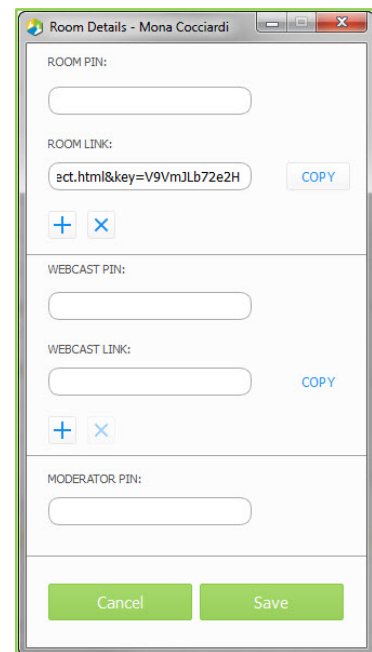 Room Details - Mona Cocciardi
ROOM PIN:
ROOM LINK:
ect.html&key=V9VmJLb72e2H
COPY
WEBCAST PIN:
WEBCAST LINK:
COPY
MODERATOR PIN:
Cancel
Save